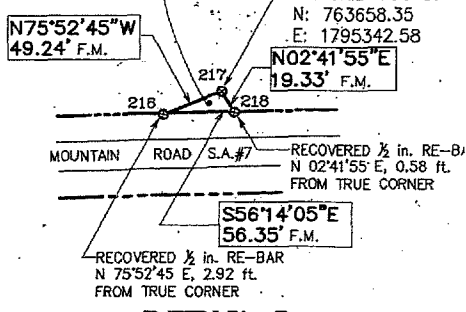 N: 763658.35
E: 1795342.58
N75°52'45"W
49.24' F.M.
N02°41'55"E
19.33' F.M.
217
216
218
MOUNTAIN ROAD S.A.#7
RECOVERED ½ in. RE-BA
N 02°41'55" E, 0.58 ft.
FROM TRUE CORNER
S56°14'05"E
56.35' F.M.
RECOVERED ½ in. RE-BAR
N 75°52'45 E, 2.92 ft.
FROM TRUE CORNER